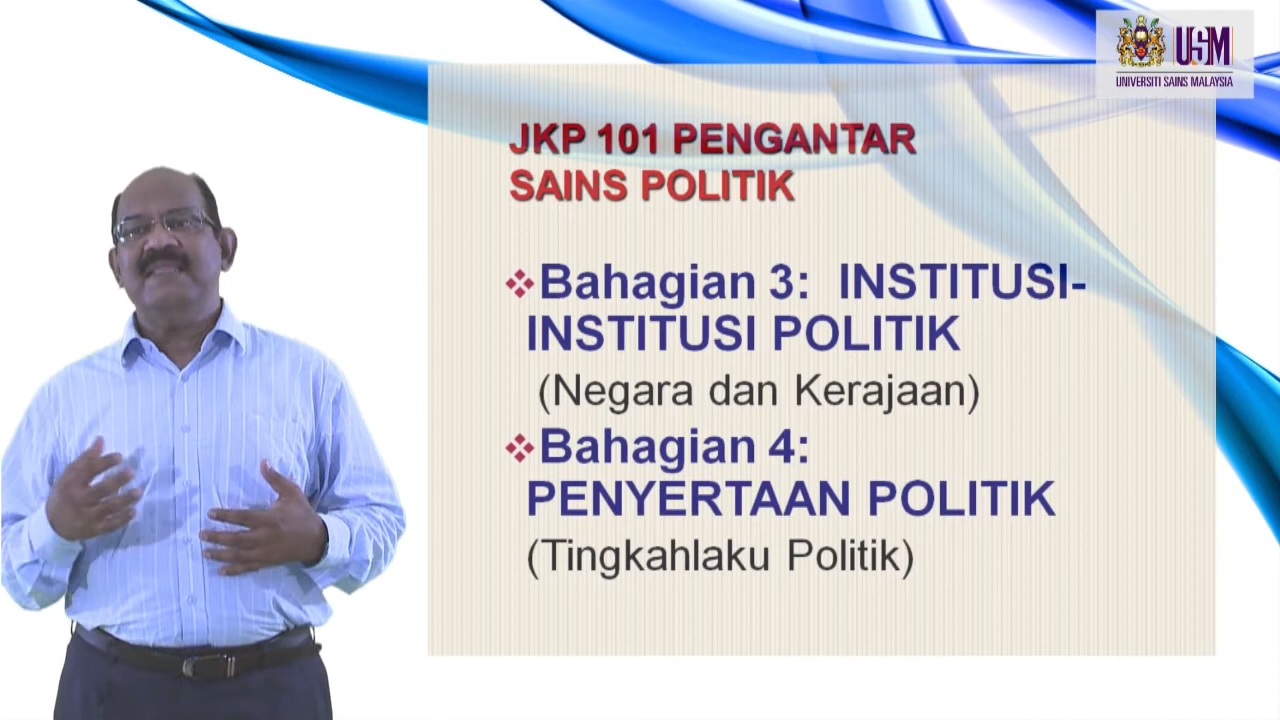 USM
UNIVERSITI SAINS MALAYSIA
JKP 101 PENGANTAR
SAINS POLITIK
❖Bahagian 3: INSTITUSI-
INSTITUSI POLITIK
(Negara dan Kerajaan)
❖Bahagian 4:
PENYERTAAN POLITIK
(Tingkahlaku Politik)